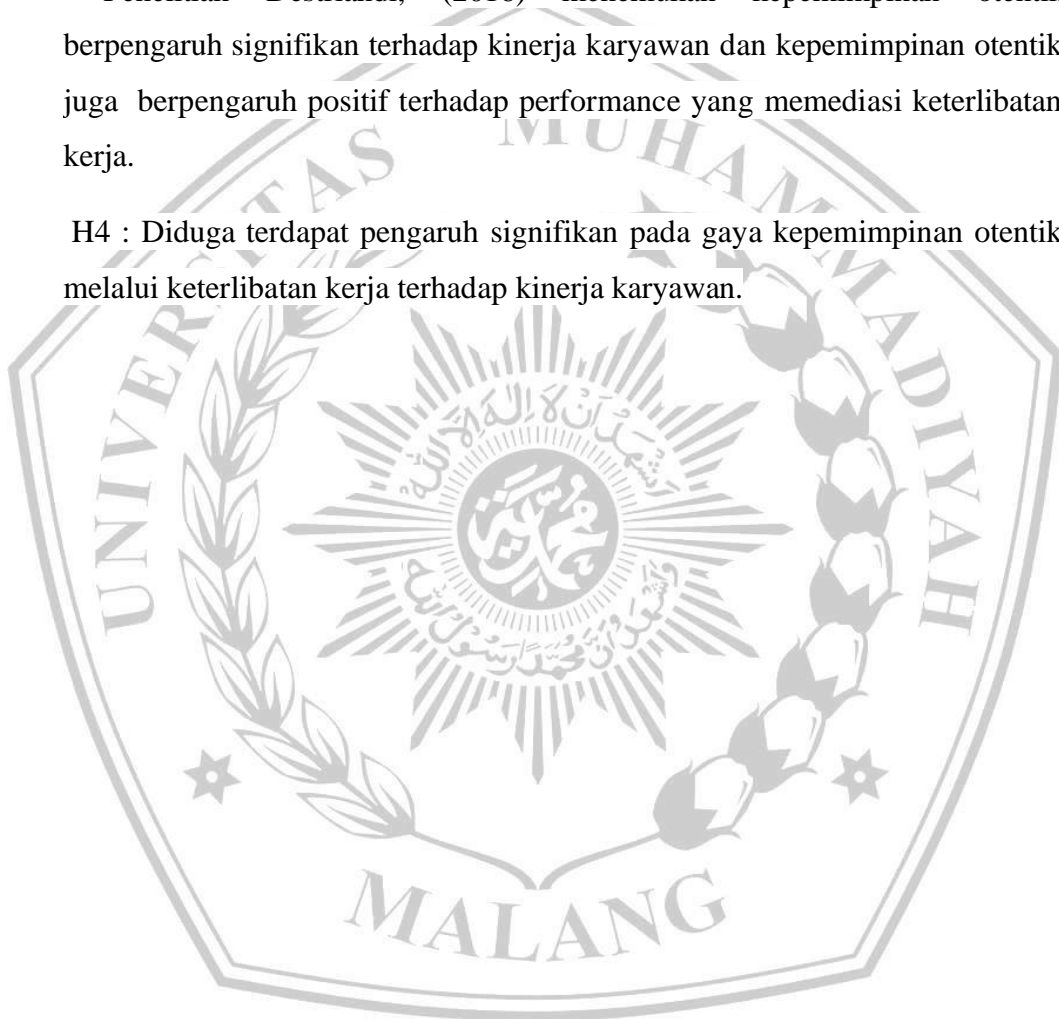 berpengaruh signifikan terhadap kinerja karyawan dan kepemimpinan otentik
juga berpengaruh positif terhadap performance yang memediasi keterlibatan
kerja.
H4 : Diduga terdapat pengaruh signifikan pada gaya kepemimpinan otentik
melalui keterlibatan kerja terhadap kinerja karyawan.
UNIVERSITAS MUHAMMADIYAH
MALANG